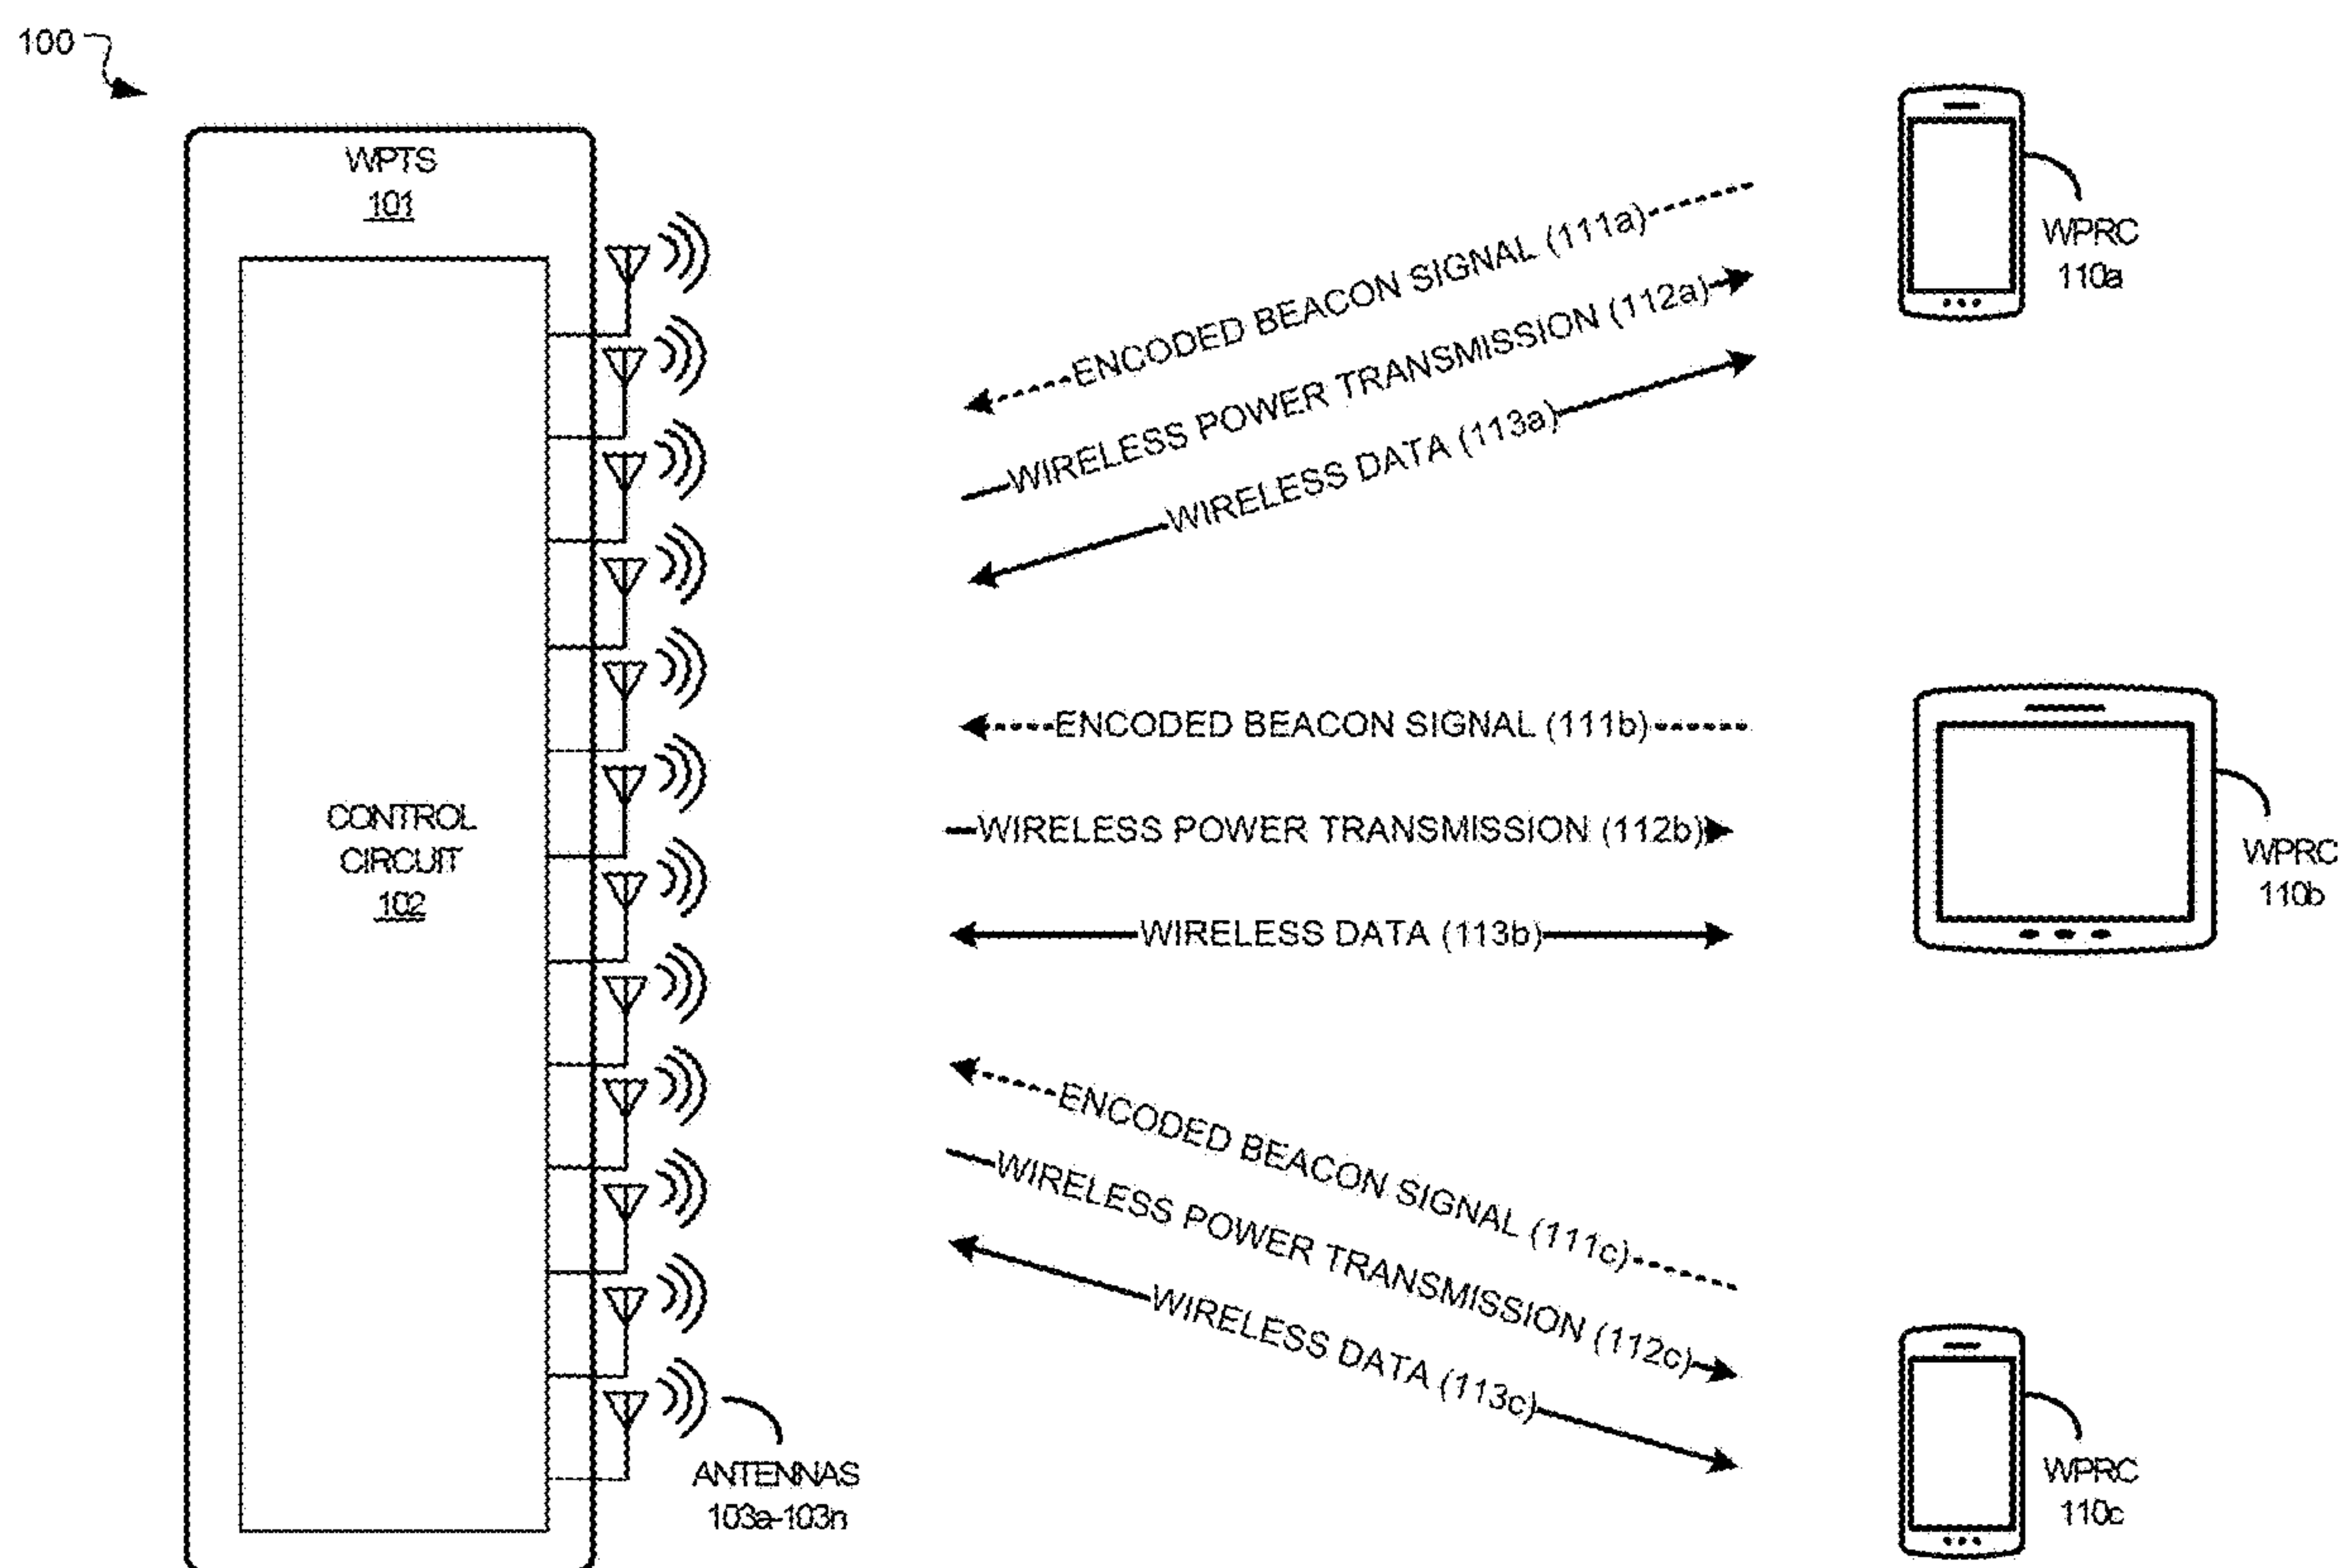 100
WPTS
101
ENCODED BEACON SIGNAL (111a)
WIRELESS POWER TRANSMISSION (112a)
WIRELESS DATA (113a)
WPRC
110a
ENCODED BEACON SIGNAL (111b)
WIRELESS POWER TRANSMISSION (112b)
WIRELESS DATA (113b)
WPRC
110b
CONTROL
CIRCUIT
102
ENCODED BEACON SIGNAL (111c)
WIRELESS POWER TRANSMISSION (112c)
WIRELESS DATA (113c)
WPRC
110c
ANTENNAS
103a-103n